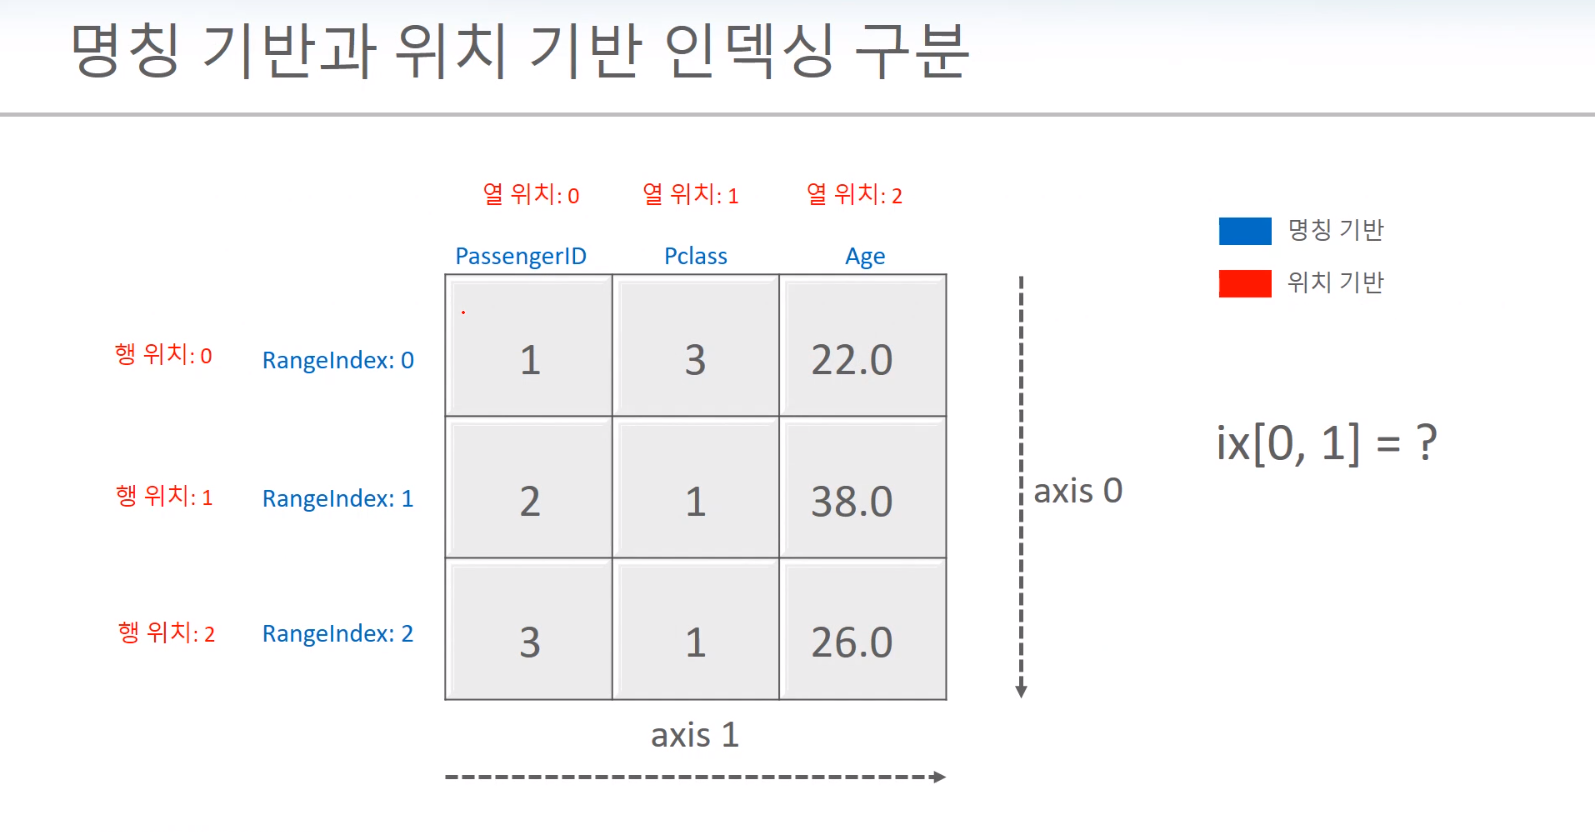 명칭 기반과 위치 기반 인덱싱 구분
열 위치: 0 열 위치: 1 열 위치: 2
PassengerID Pclass Age
명칭 기반
위치 기반
행 위치: 0 RangeIndex: 0 1 3 22.0
ix[0, 1] = ?
행 위치: 1 RangeIndex: 1 2 1 38.0
axis 0
행 위치: 2 RangeIndex: 2 3 1 26.0
axis 1